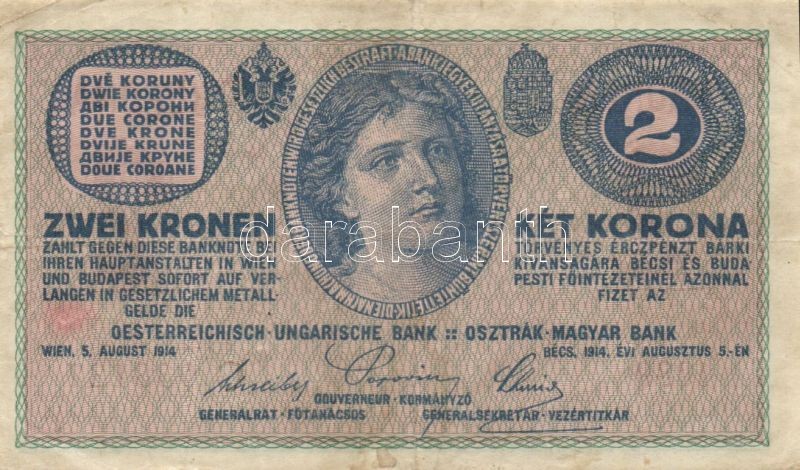 DVĚ KORUNY
DWIE KORONY
ДВІ КОРОНИ
DUE CORONE
DVE KRONE
DVIJE KRUNE
ДВИЈЕ КРУНЕ
DOUE COROANE
2
ZWEI KRONEN
ZAHLT GEGEN DIESE BANKNOTE BEI
IHREN HAUPTANSTALTEN IN WIEN
UND BUDAPEST SOFORT AUF VER-
LANGEN IN GESETZLICHEM METALL-
GELDE DIE
KÉT KORONA
TÖRVÉNYES ÉRCZPÉNZT BÁRKI
KIVÁNSÁGÁRA BÉCSI ÉS BUDA
PESTI FŐINTÉZETEINÉL AZONNAL
FIZET AZ
darabanth
OESTERREICHISCH-UNGARISCHE BANK :: OSZTRÁK-MAGYAR BANK
WIEN, 5. AUGUST 1914
BÉCS, 1914. ÉVI AUGUSZTUS 5.-ÉN
GOUVERNEUR-KORMÁNYZÓ
GENERALRAT-FŐTANÁCSOS
GENERALSEKRETÄR-VEZÉRTITKÁR